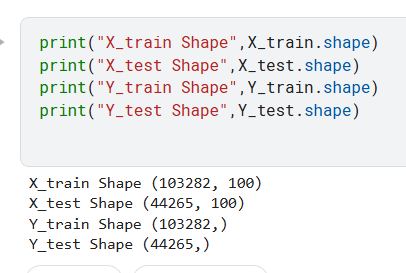 print("X_train Shape",X_train.shape)
print("X_test Shape",X_test.shape)
print("Y_train Shape",Y_train.shape)
print("Y_test Shape",Y_test.shape)
X_train Shape (103282, 100)
X_test Shape (44265, 100)
Y_train Shape (103282,)
Y_test Shape (44265,)